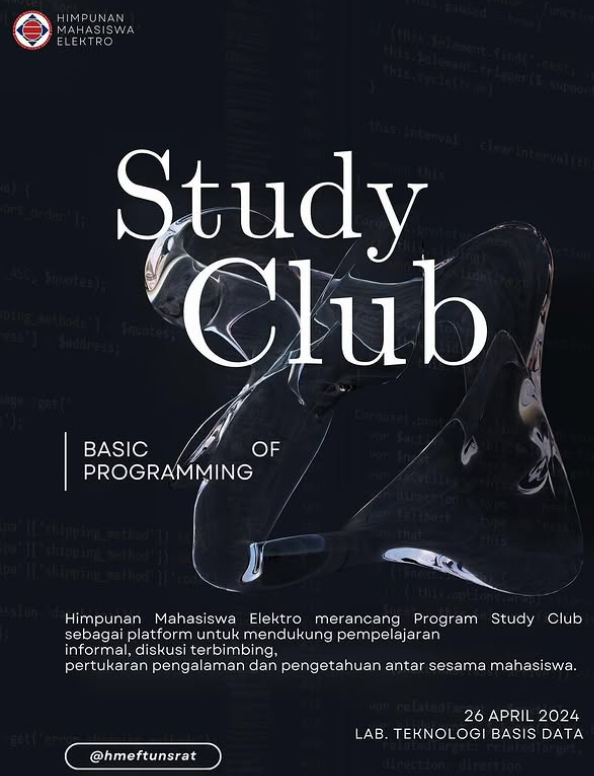 HIMPUNAN
MAHASISWA
ELEKTRO
Study
Club
BASIC OF
PROGRAMMING
Himpunan Mahasiswa Elektro merancang Program Study Club
sebagai platform untuk mendukung pempelajaran
informal, diskusi terbimbing,
pertukaran pengalaman dan pengetahuan antar sesama mahasiswa.
26 APRIL 2024
LAB. TEKNOLOGI BASIS DATA
@hmeftunsrat